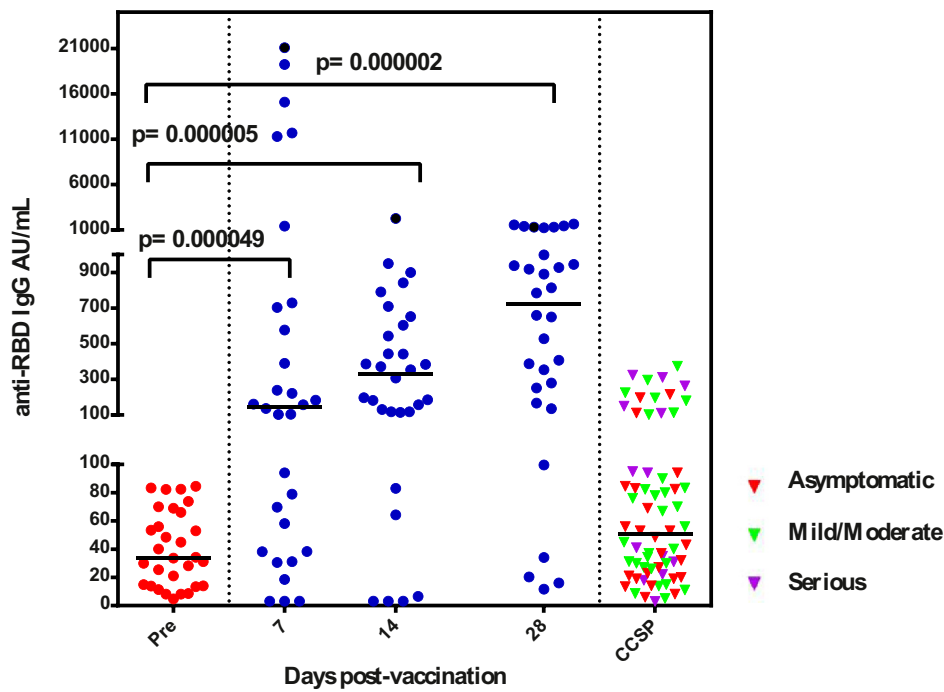 21000
p= 0.000002
16000
11000
p= 0.000005
6000
1000
p= 0.000049
900
700
500
300
100
anti-RBD IgG AU/mL
100
80
60
40
20
0
Asymptomatic
Mild/Moderate
Serious
Pre
7
14
28
CCSP
Days post-vaccination